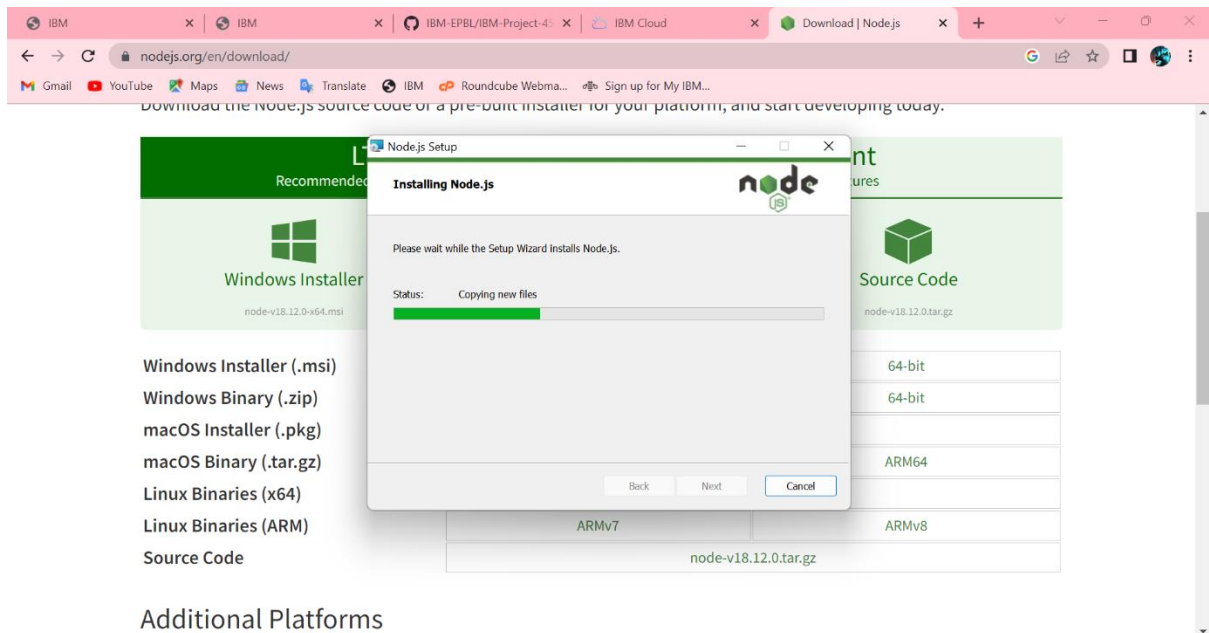 IBM
IBM
IBM-EPBL/IBM-Project-45
IBM Cloud
Download | Node.js
nodejs.org/en/download/
Gmail
YouTube
Maps
News
Translate
IBM
Roundcube Webma...
Sign up for My IBM...
Download the Node.js source code or a pre-built installer for your platform, and start developing today.
Node.js Setup
Installing Node.js
node
JS
Please wait while the Setup Wizard installs Node.js.
Status: Copying new files
Back Next Cancel
L
nt
Recommended
tures
Windows Installer
Source Code
node-v18.12.0-x64.msi
node-v18.12.0.tar.gz
Windows Installer (.msi) 64-bit
Windows Binary (.zip) 64-bit
macOS Installer (.pkg)
macOS Binary (.tar.gz) ARM64
Linux Binaries (x64)
Linux Binaries (ARM) ARMv7 ARMv8
Source Code node-v18.12.0.tar.gz
Additional Platforms